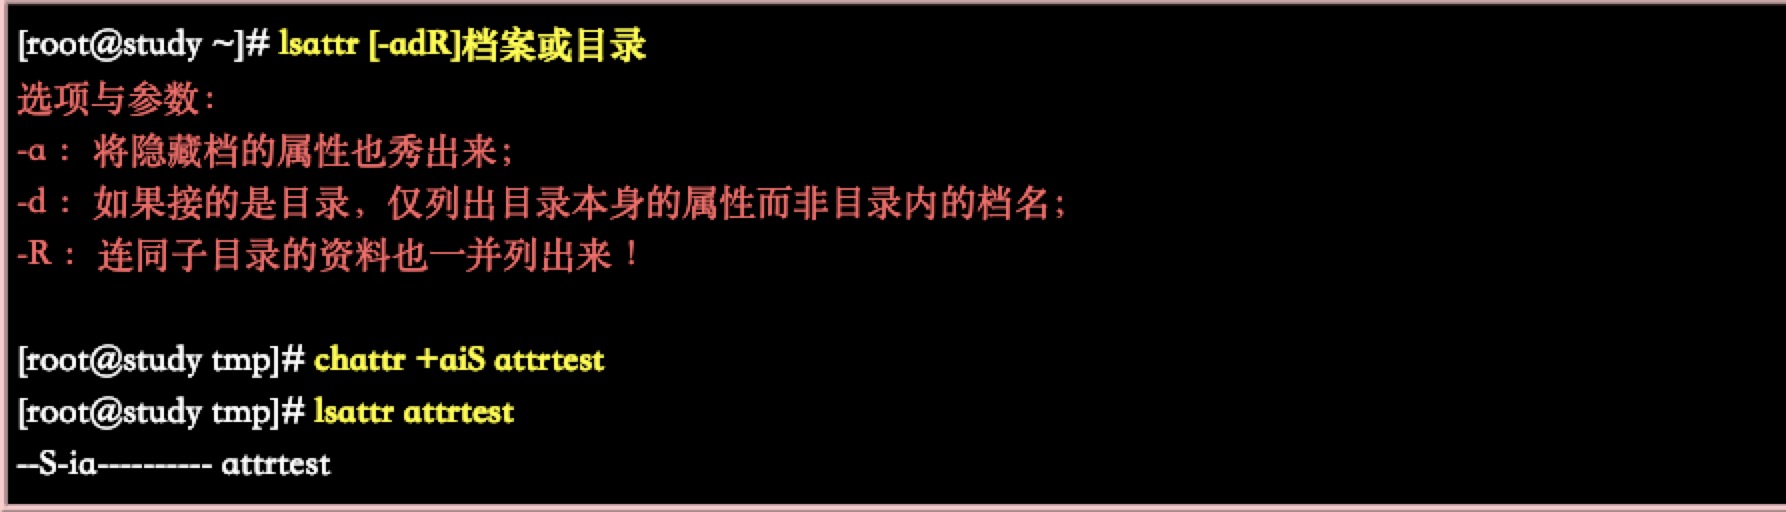 [root@study ~]# lsattr [-adR]档案或目录
选项与参数：
-a ：将隐藏档的属性也秀出来；
-d ：如果接的是目录，仅列出目录本身的属性而非目录内的档名；
-R ：连同子目录的资料也一并列出来！
[root@study tmp]# chattr +aiS attrtest
[root@study tmp]# lsattr attrtest
--S-ia---------- attrtest